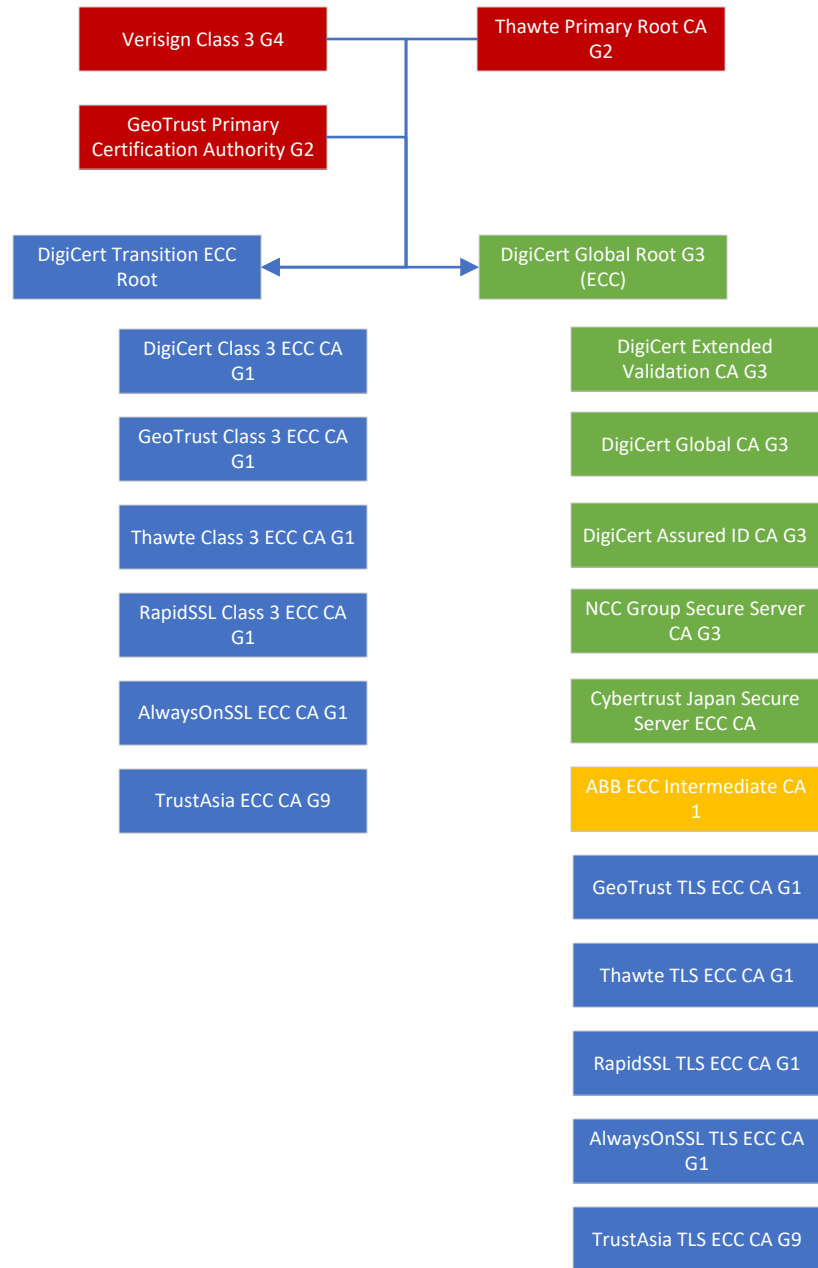 Verisign Class 3 G4
Thawte Primary Root CA
G2
GeoTrust Primary
Certification Authority G2
DigiCert Transition ECC
Root
DigiCert Global Root G3
(ECC)
DigiCert Class 3 ECC CA
G1
GeoTrust Class 3 ECC CA
G1
Thawte Class 3 ECC CA G1
RapidSSL Class 3 ECC CA
G1
AlwaysOnSSL ECC CA G1
TrustAsia ECC CA G9
DigiCert Extended
Validation CA G3
DigiCert Global CA G3
DigiCert Assured ID CA G3
NCC Group Secure Server
CA G3
Cybertrust Japan Secure
Server ECC CA
ABB ECC Intermediate CA
1
GeoTrust TLS ECC CA G1
Thawte TLS ECC CA G1
RapidSSL TLS ECC CA G1
AlwaysOnSSL TLS ECC CA
G1
TrustAsia TLS ECC CA G9